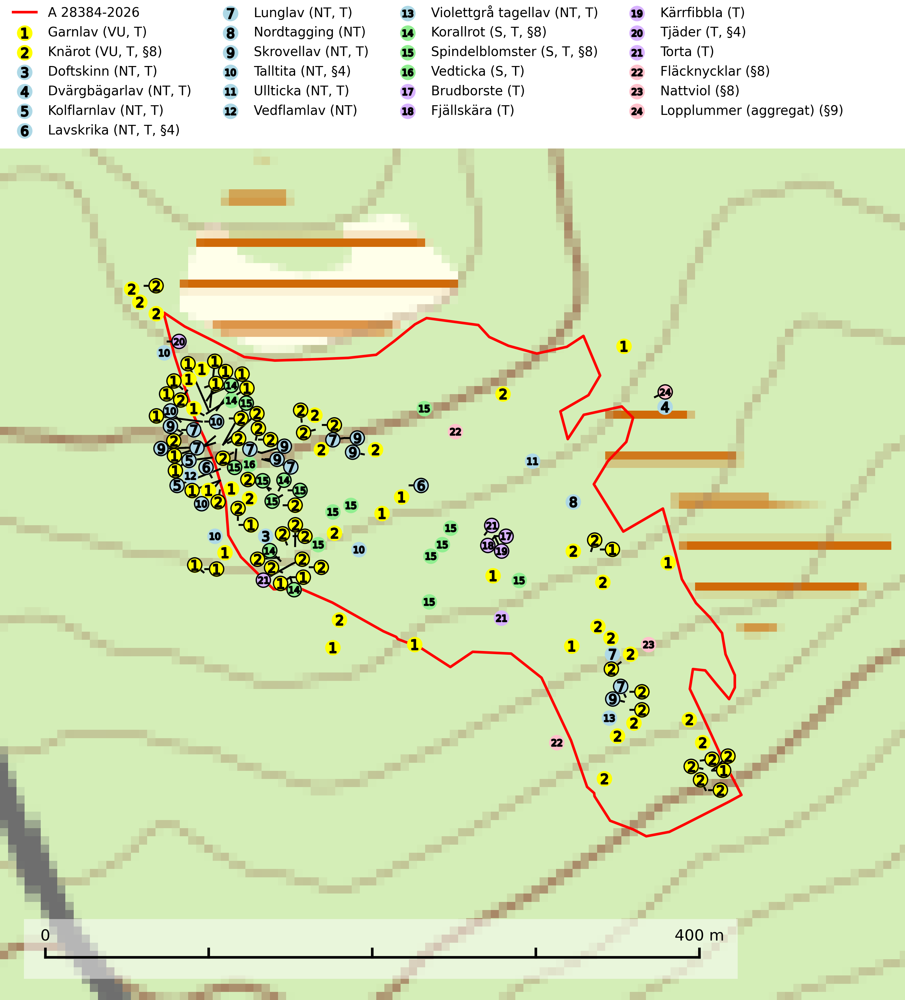 A 28384-2026
1 Garnlav (VU, T)
2 Knärot (VU, T, §8)
3 Doftskinn (NT, T)
4 Dvärgbägarlav (NT, T)
5 Kolflarnlav (NT, T)
6 Lavskrika (NT, T, §4)
7 Lunglav (NT, T)
8 Nordtagging (NT)
9 Skrovellav (NT, T)
10 Talltita (NT, §4)
11 Ullticka (NT, T)
12 Vedflamlav (NT)
13 Violettgrå tagellav (NT, T)
14 Korallrot (S, T, §8)
15 Spindelblomster (S, T, §8)
16 Vedticka (S, T)
17 Brudborste (T)
18 Fjällskära (T)
19 Kärrfibbla (T)
20 Tjäder (T, §4)
21 Torta (T)
22 Fläcknycklar (§8)
23 Nattviol (§8)
24 Lopplummer (aggregat) (§9)
0 400 m